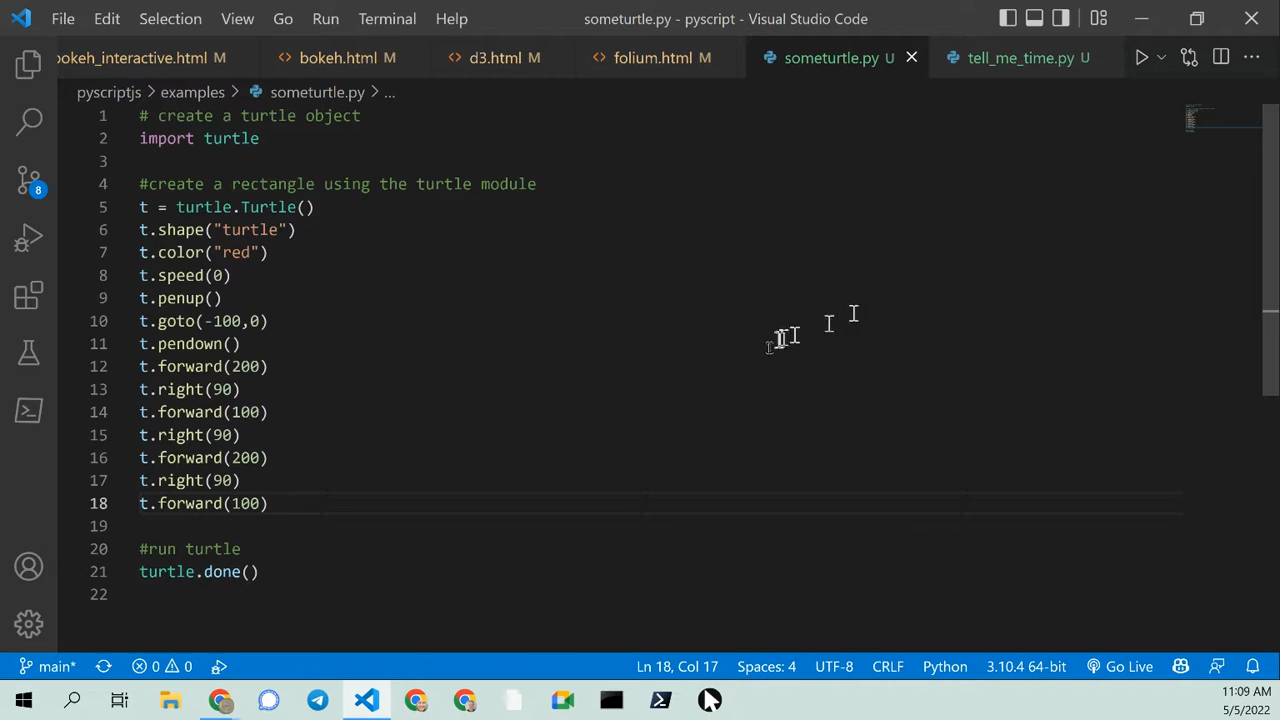 File Edit Selection View Go Run Terminal Help someturtle.py - pyscript - Visual Studio Code
bokeh_interactive.html M bokeh.html M d3.html M folium.html M someturtle.py U tell_me_time.py U
pyscriptjs > examples > someturtle.py > ...
1 # create a turtle object
2 import turtle
3
4 #create a rectangle using the turtle module
5 t = turtle.Turtle()
6 t.shape("turtle")
7 t.color("red")
8 t.speed(0)
9 t.penup()
10 t.goto(-100,0)
11 t.pendown()
12 t.forward(200)
13 t.right(90)
14 t.forward(100)
15 t.right(90)
16 t.forward(200)
17 t.right(90)
18 t.forward(100)
19
20 #run turtle
21 turtle.done()
22
8
main* 0 0 Ln 18, Col 17 Spaces: 4 UTF-8 CRLF Python 3.10.4 64-bit Go Live
11:09 AM
5/5/2022